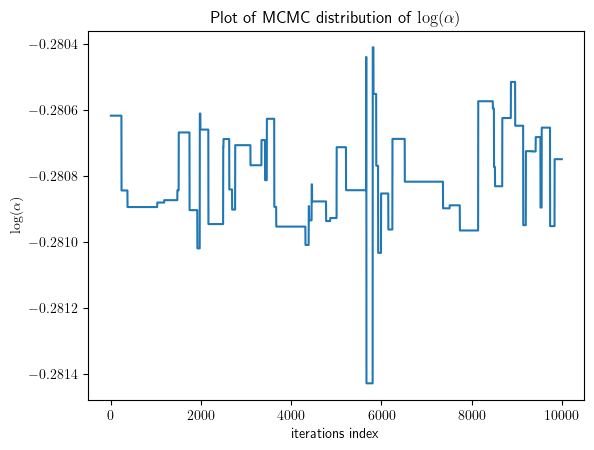 Plot of MCMC distribution of log(α)
log(α)
−0.2804
−0.2806
−0.2808
−0.2810
−0.2812
−0.2814
0 2000 4000 6000 8000 10000
iterations index